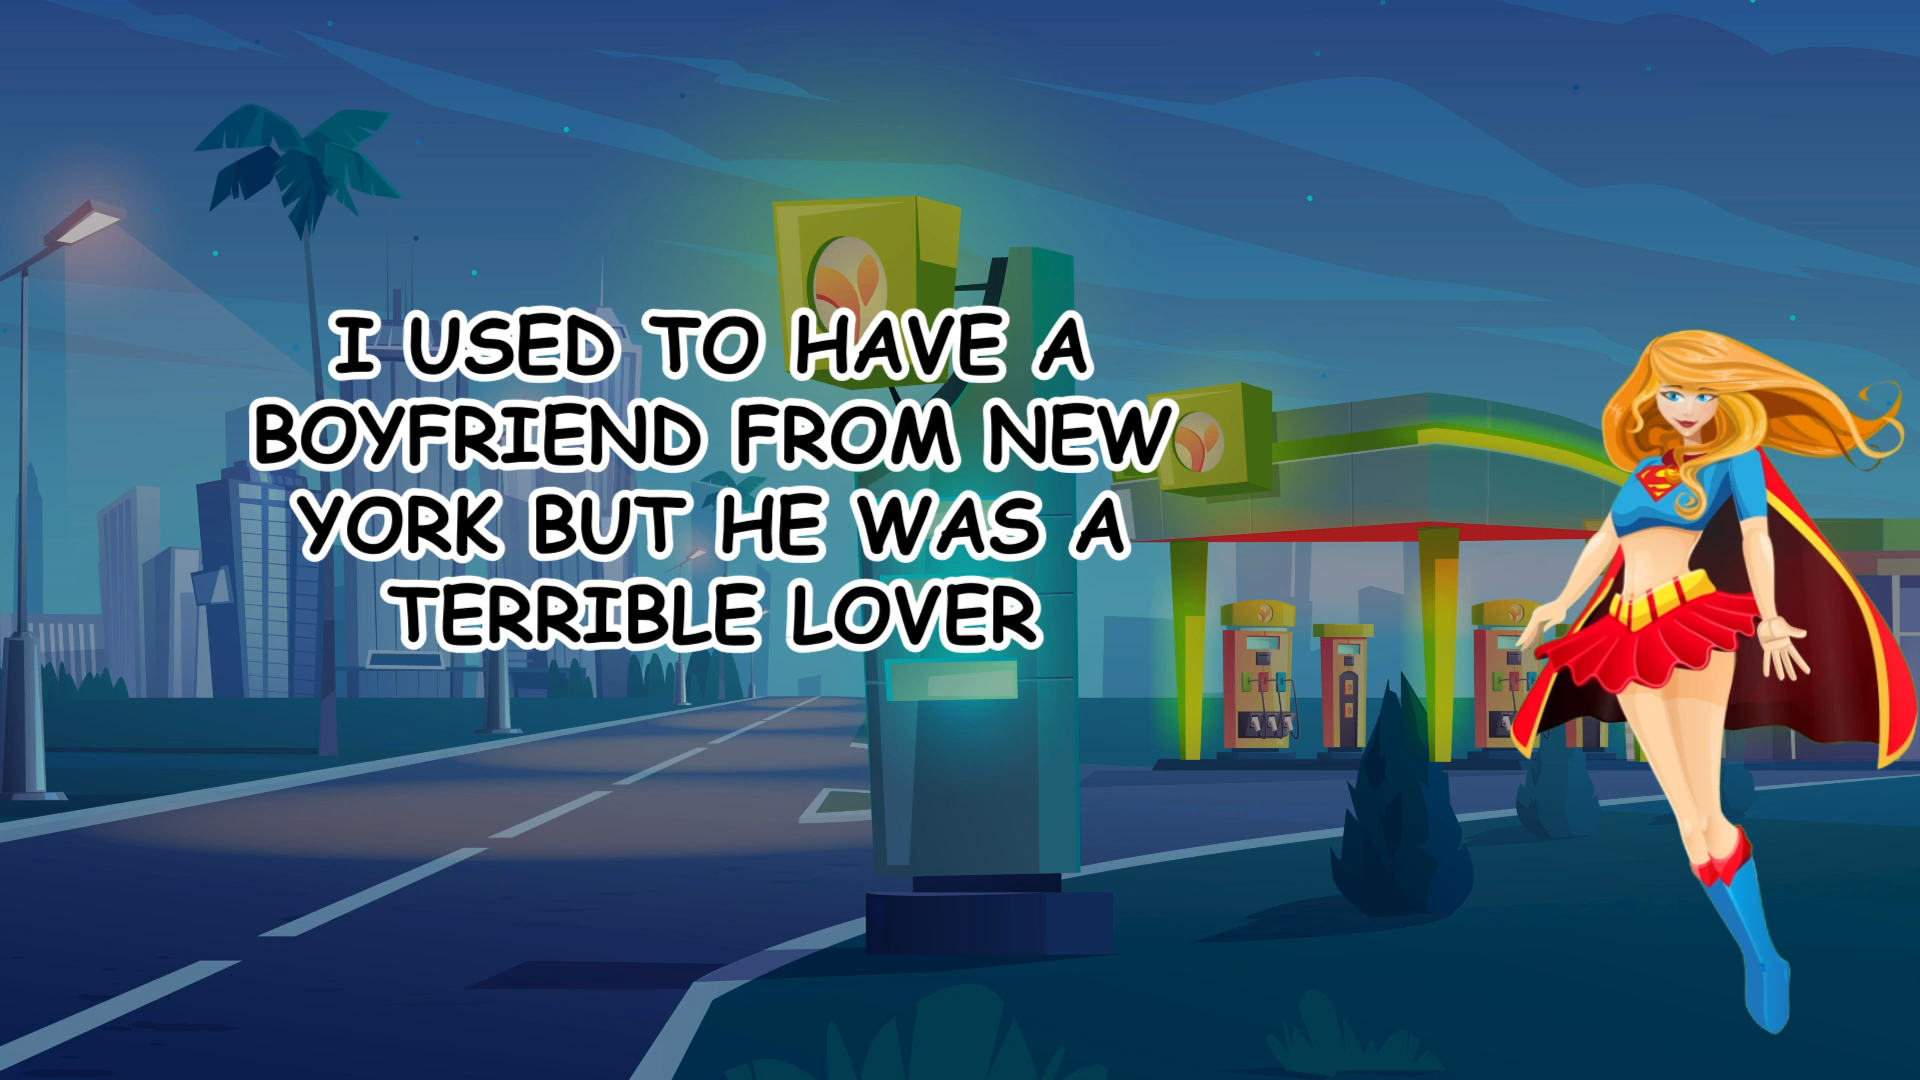 I USED TO HAVE A
BOYFRIEND FROM NEW
YORK BUT HE WAS A
TERRIBLE LOVER